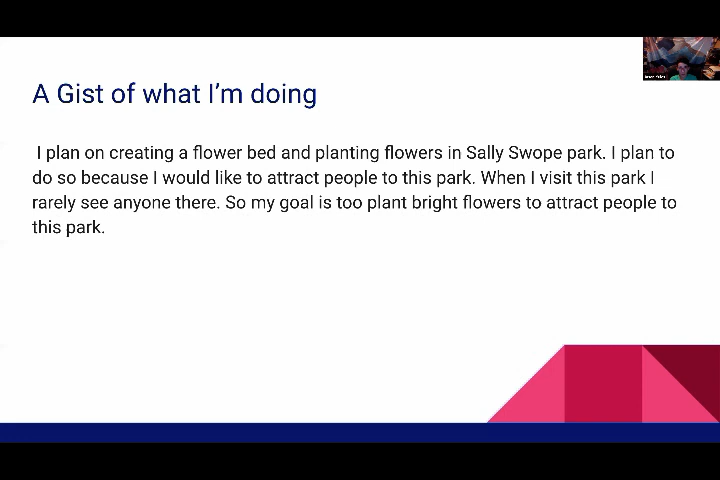 A Gist of what I'm doing
I plan on creating a flower bed and planting flowers in Sally Swope park. I plan to
do so because I would like to attract people to this park. When I visit this park I
rarely see anyone there. So my goal is too plant bright flowers to attract people to
this park.